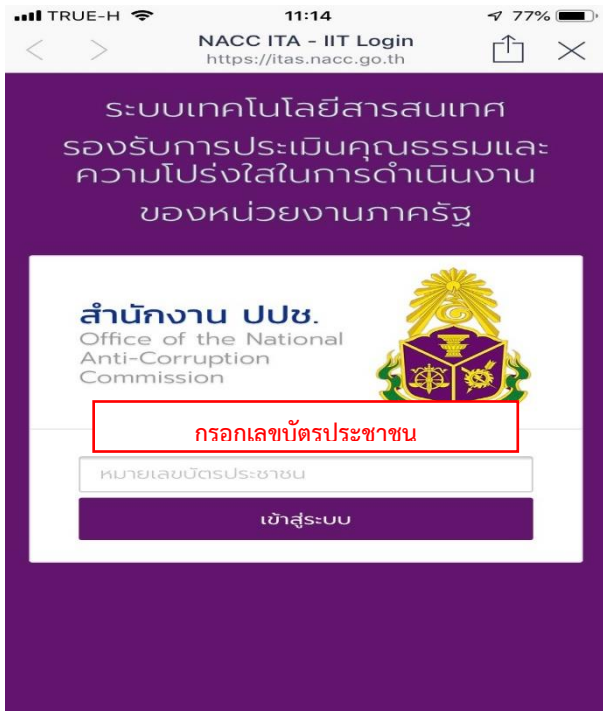 TRUE-H 11:14 77%
NACC ITA - IIT Login
https://itas.nacc.go.th
ระบบเทคโนโลยีสารสนเทศ
รองรับการประเมินคุณธรรมและ
ความโปร่งใสในการดำเนินงาน
ของหน่วยงานภาครัฐ
สำนักงาน ปปช.
Office of the National
Anti-Corruption
Commission
กรอกเลขบัตรประชาชน
หมายเลขบัตรประชาชน
เข้าสู่ระบบ